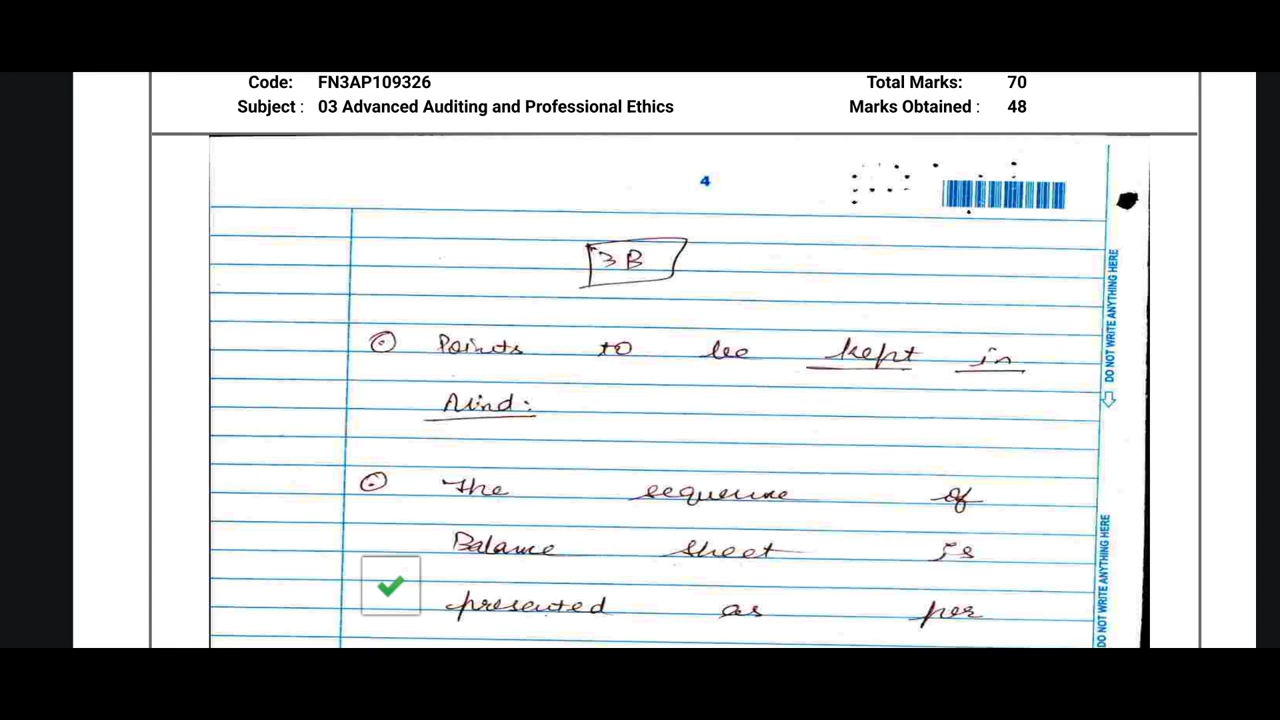 Code: FN3AP109326 Total Marks: 70
Subject : 03 Advanced Auditing and Professional Ethics Marks Obtained : 48
4
3B
Points to be kept in
Mind:
The sequence of
Balance sheet is
presented as per
DO NOT WRITE ANYTHING HERE
DO NOT WRITE ANYTHING HERE